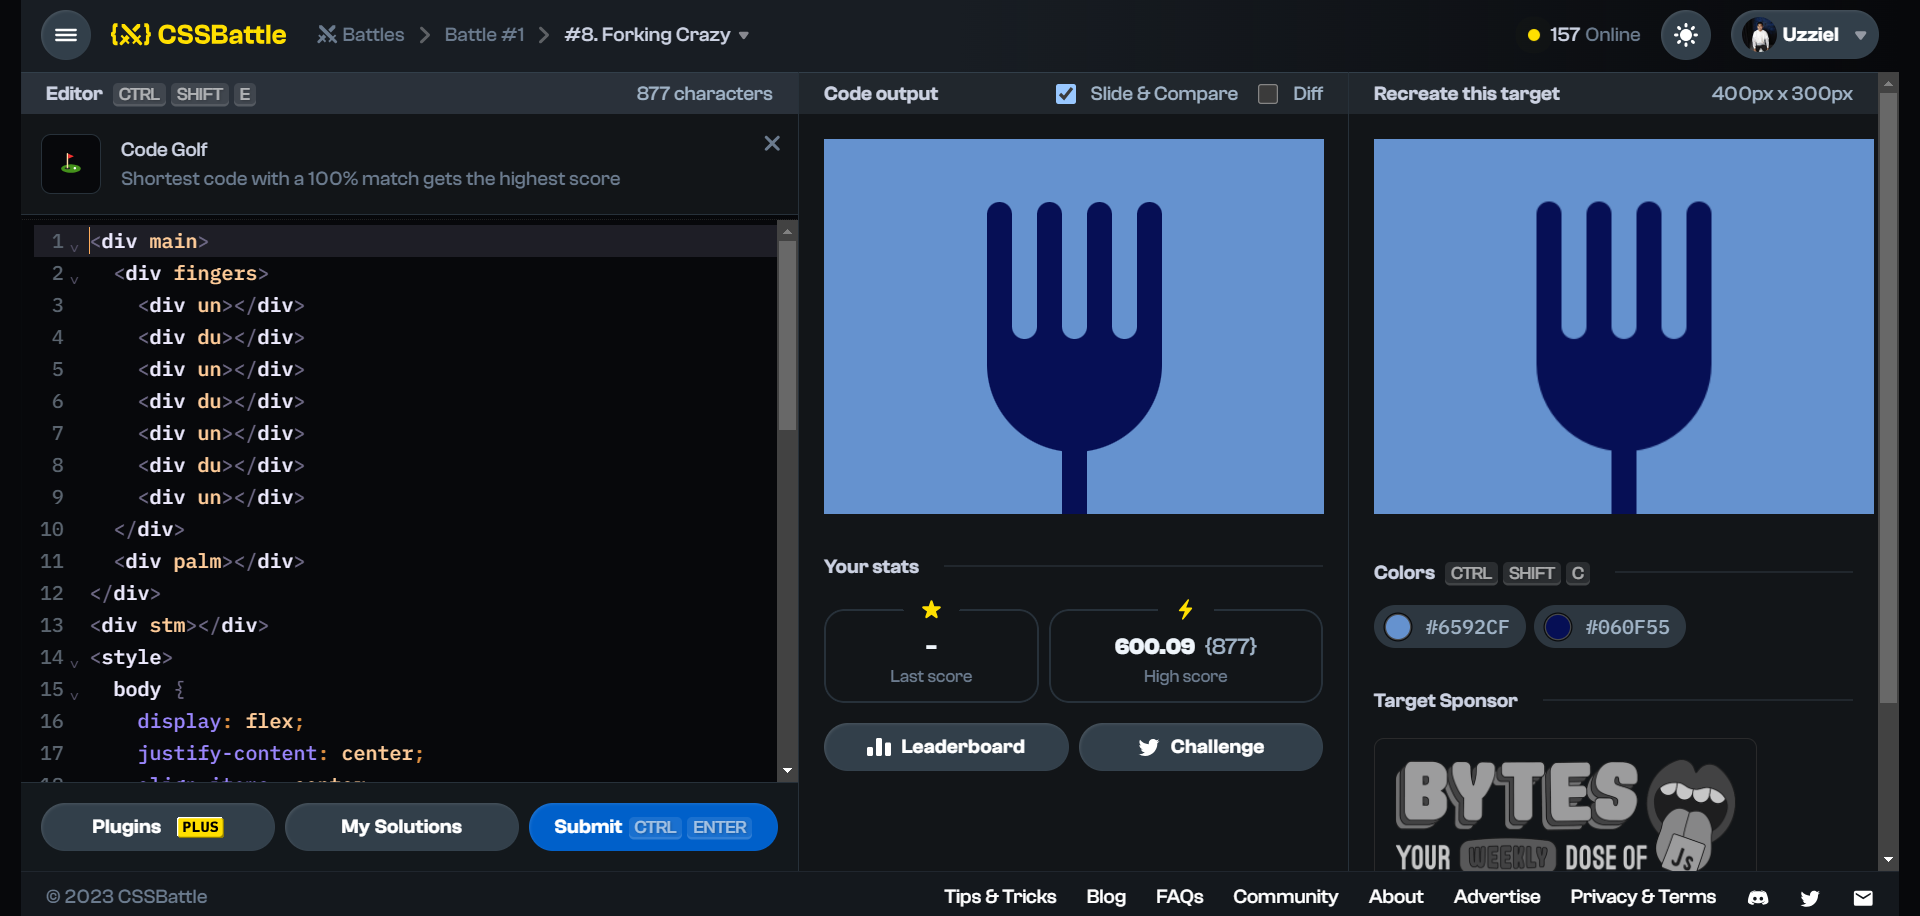 {X} CSSBattle Battles Battle #1 #8. Forking Crazy 157 Online Uzziel
Editor CTRL SHIFT E 877 characters
Code Golf
Shortest code with a 100% match gets the highest score
1 <div main>
2 <div fingers>
3 <div un></div>
4 <div du></div>
5 <div un></div>
6 <div du></div>
7 <div un></div>
8 <div du></div>
9 <div un></div>
10 </div>
11 <div palm></div>
12 </div>
13 <div stm></div>
14 <style>
15 body {
16 display: flex;
17 justify-content: center;
Plugins PLUS My Solutions Submit CTRL ENTER
Code output Slide & Compare Diff
Your stats
- 
Last score
600.09 {877}
High score
Leaderboard Challenge
Recreate this target 400px x 300px
Colors CTRL SHIFT C
#6592CF #060F55
Target Sponsor
BYTES
YOUR WEEKLY DOSE OF JS
© 2023 CSSBattle Tips & Tricks Blog FAQs Community About Advertise Privacy & Terms